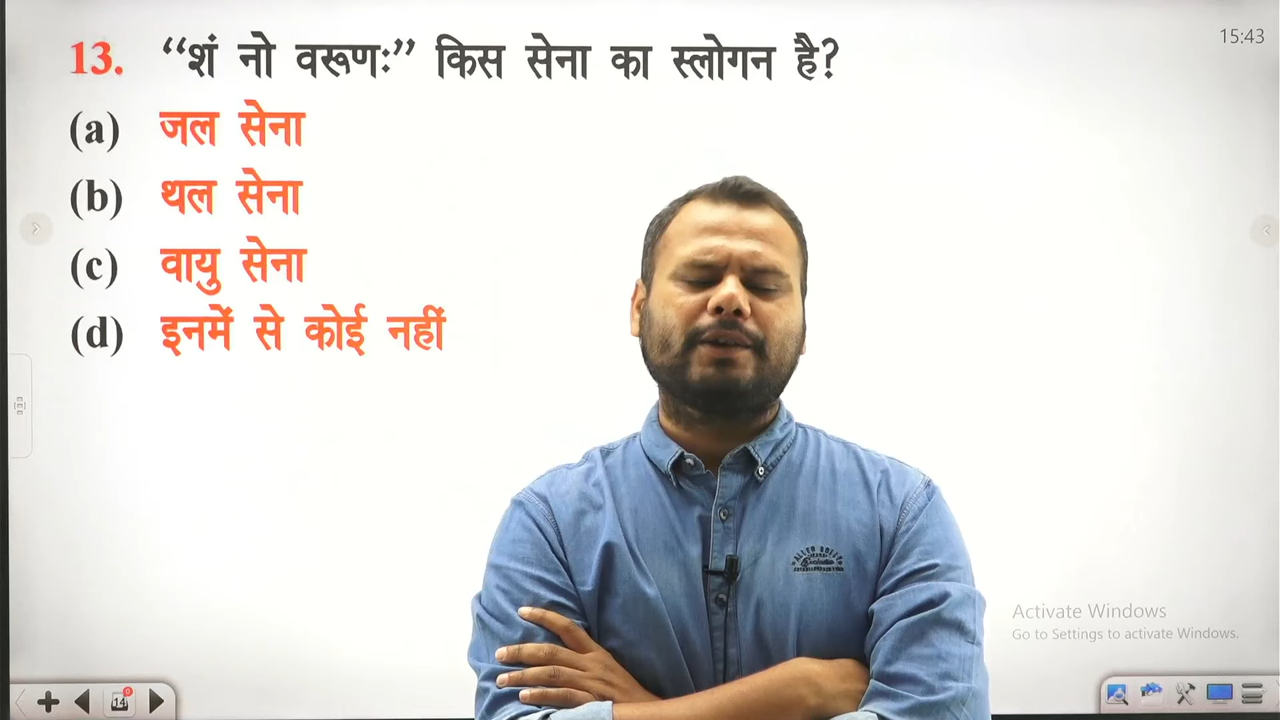 15:43
13. “शं नो वरूणः” किस सेना का स्लोगन है?
(a) जल सेना
(b) थल सेना
(c) वायु सेना
(d) इनमें से कोई नहीं
Activate Windows
Go to Settings to activate Windows.
14